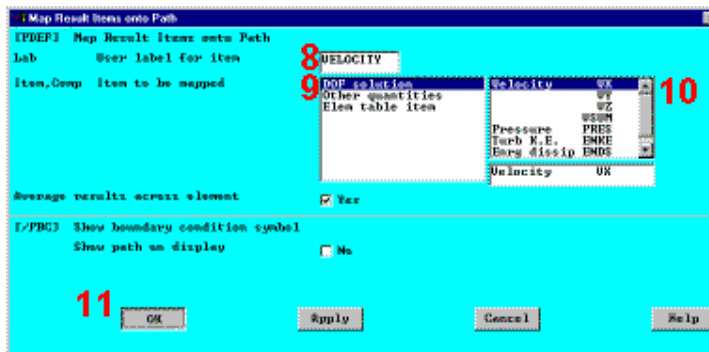 Map Result Items onto Path
[PDEF] Map Result Items onto Path
Lab User label for item 8 VELOCITY
Item,Comp Item to be mapped 9 DOF solution Velocity VX 10
Other quantities VY
Elem table item VZ
VSUM
Pressure PRES
Turb K.E. ENKE
Enry dissip ENDS
Velocity VX
Average results across element Yes
[/PBC] Show boundary condition symbol
Show path on display No
11 OK Apply Cancel Help